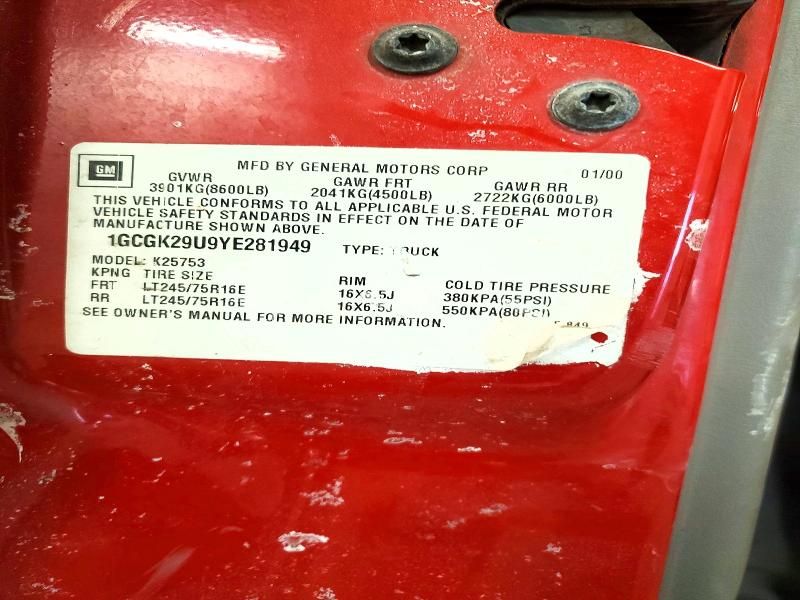 GM MFD BY GENERAL MOTORS CORP 01/00
GVWR GAWR FRT GAWR RR
3901KG(8600LB) 2041KG(4500LB) 2722KG(6000LB)
THIS VEHICLE CONFORMS TO ALL APPLICABLE U.S. FEDERAL MOTOR
VEHICLE SAFETY STANDARDS IN EFFECT ON THE DATE OF
MANUFACTURE SHOWN ABOVE.
1GCGK29U9YE281949 TYPE: TRUCK
MODEL: K25753
KPNG TIRE SIZE RIM COLD TIRE PRESSURE
FRT LT245/75R16E 16X6.5J 380KPA(55PSI)
RR LT245/75R16E 16X6.5J 550KPA(80PSI)
SEE OWNER'S MANUAL FOR MORE INFORMATION.